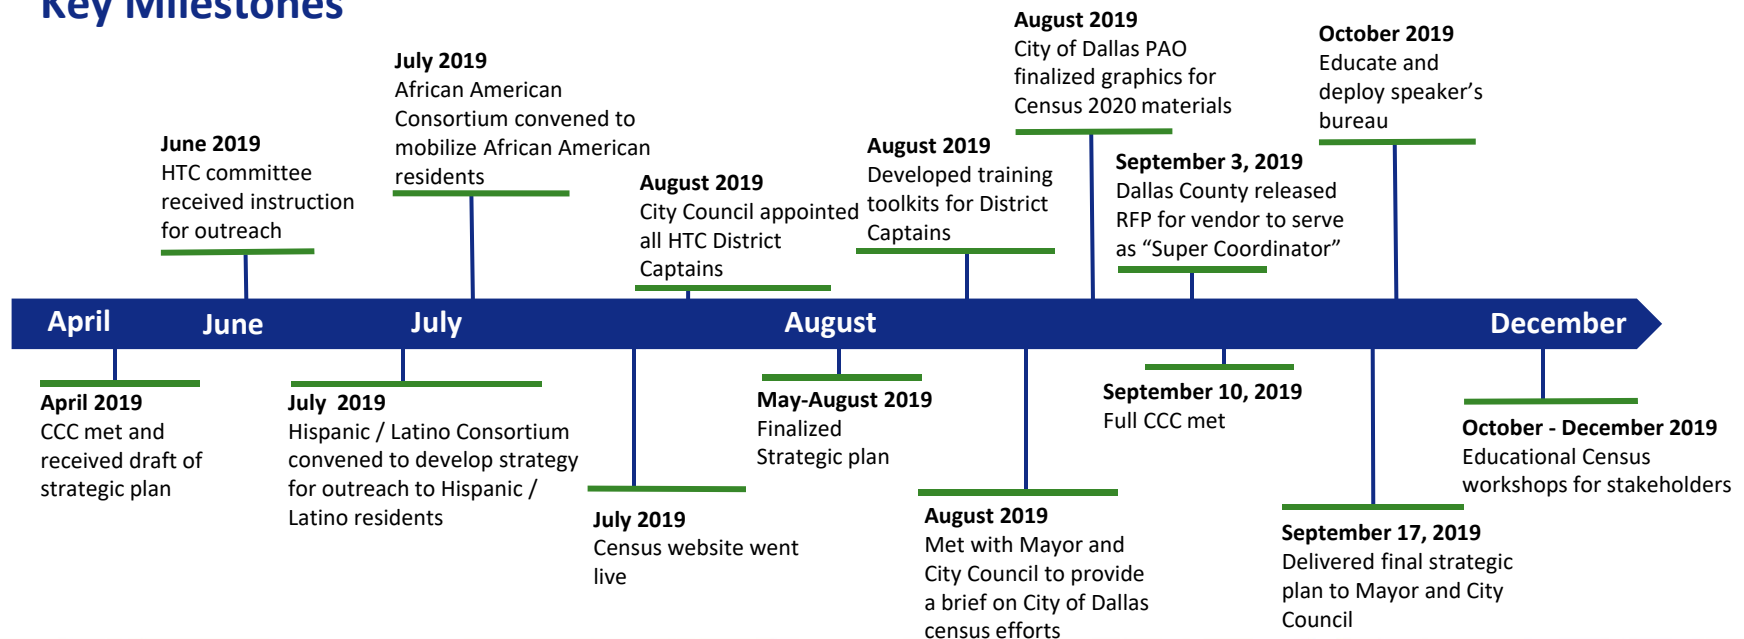 Key Milestones
June 2019
HTC committee
received instruction
for outreach
July 2019
African American
Consortium convened to
mobilize African American
residents
August 2019
City Council appointed
all HTC District
Captains
August 2019
Developed training
toolkits for District
Captains
August 2019
City of Dallas PAO
finalized graphics for
Census 2020 materials
September 3, 2019
Dallas County released
RFP for vendor to serve
as “Super Coordinator”
October 2019
Educate and
deploy speaker’s
bureau
April June July August December
April 2019
CCC met and
received draft of
strategic plan
July  2019
Hispanic / Latino Consortium
convened to develop strategy
for outreach to Hispanic /
Latino residents
July 2019
Census website went
live
May-August 2019
Finalized
Strategic plan
August 2019
Met with Mayor and
City Council to provide
a brief on City of Dallas
census efforts
September 10, 2019
Full CCC met
September 17, 2019
Delivered final strategic
plan to Mayor and City
Council
October - December 2019
Educational Census
workshops for stakeholders